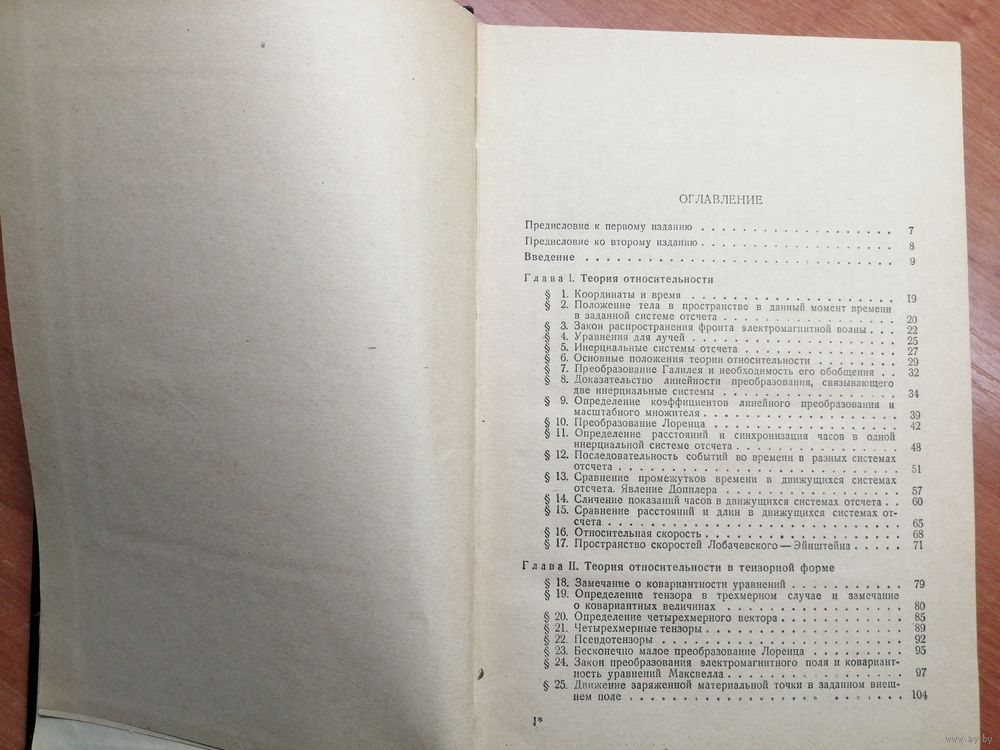 ОГЛАВЛЕНИЕ
Предисловие к первому изданию . . . . . . . . . . . . . . . . . . . 7
Предисловие ко второму изданию . . . . . . . . . . . . . . . . . . . 8
Введение . . . . . . . . . . . . . . . . . . . . . . . . . . . . . . 9
Глава I. Теория относительности
§ 1. Координаты и время . . . . . . . . . . . . . . . . . . . . 19
§ 2. Положение тела в пространстве в данный момент времени
в заданной системе отсчета . . . . . . . . . . . . . . . . . 20
§ 3. Закон распространения фронта электромагнитной волны . . . 22
§ 4. Уравнения для лучей . . . . . . . . . . . . . . . . . . . . 25
§ 5. Инерциальные системы отсчета . . . . . . . . . . . . . . . 27
§ 6. Основные положения теории относительности . . . . . . . . 29
§ 7. Преобразование Галилея и необходимость его обобщения . . 32
§ 8. Доказательство линейности преобразования, связывающего
две инерциальные системы . . . . . . . . . . . . . . . . . 34
§ 9. Определение коэффициентов линейного преобразования и
масштабного множителя . . . . . . . . . . . . . . . . . . . 39
§ 10. Преобразование Лоренца . . . . . . . . . . . . . . . . . . 42
§ 11. Определение расстояний и синхронизация часов в одной
инерциальной системе отсчета . . . . . . . . . . . . . . . . 48
§ 12. Последовательность событий во времени в разных системах
отсчета . . . . . . . . . . . . . . . . . . . . . . . . . . 51
§ 13. Сравнение промежутков времени в движущихся системах
отсчета. Явление Допплера . . . . . . . . . . . . . . . . . 57
§ 14. Сличение показаний часов в движущихся системах отсчета . . 60
§ 15. Сравнение расстояний и длин в движущихся системах от-
счета . . . . . . . . . . . . . . . . . . . . . . . . . . . 65
§ 16. Относительная скорость . . . . . . . . . . . . . . . . . . 68
§ 17. Пространство скоростей Лобачевского — Эйнштейна . . . . . 71
Глава II. Теория относительности в тензорной форме
§ 18. Замечание о ковариантности уравнений . . . . . . . . . . . 79
§ 19. Определение тензора в трехмерном случае и замечание
о ковариантных величинах . . . . . . . . . . . . . . . . . . 80
§ 20. Определение четырехмерного вектора . . . . . . . . . . . . 85
§ 21. Четырехмерные тензоры . . . . . . . . . . . . . . . . . . . 89
§ 22. Псевдотензоры . . . . . . . . . . . . . . . . . . . . . . . 92
§ 23. Бесконечно малое преобразование Лоренца . . . . . . . . . 95
§ 24. Закон преобразования электромагнитного поля и ковариант-
ность уравнений Максвелла . . . . . . . . . . . . . . . . . 97
§ 25. Движение заряженной материальной точки в заданном внеш-
нем поле . . . . . . . . . . . . . . . . . . . . . . . . . . 104
1*
www.ay.by